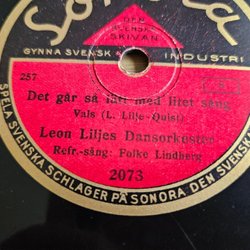 Sonora
DEN
SVENSKA
SKIVAN
GYNNA SVENSK INDUSTRI
257
Det går så lätt med litet sång
Vals (L. Lilje-Quist)
Leon Liljes Dansorkester
Refr.-sång: Folke Lindberg
2073
SPELA SVENSKA SCHLAGER PÅ SONORA DEN SVENSKA